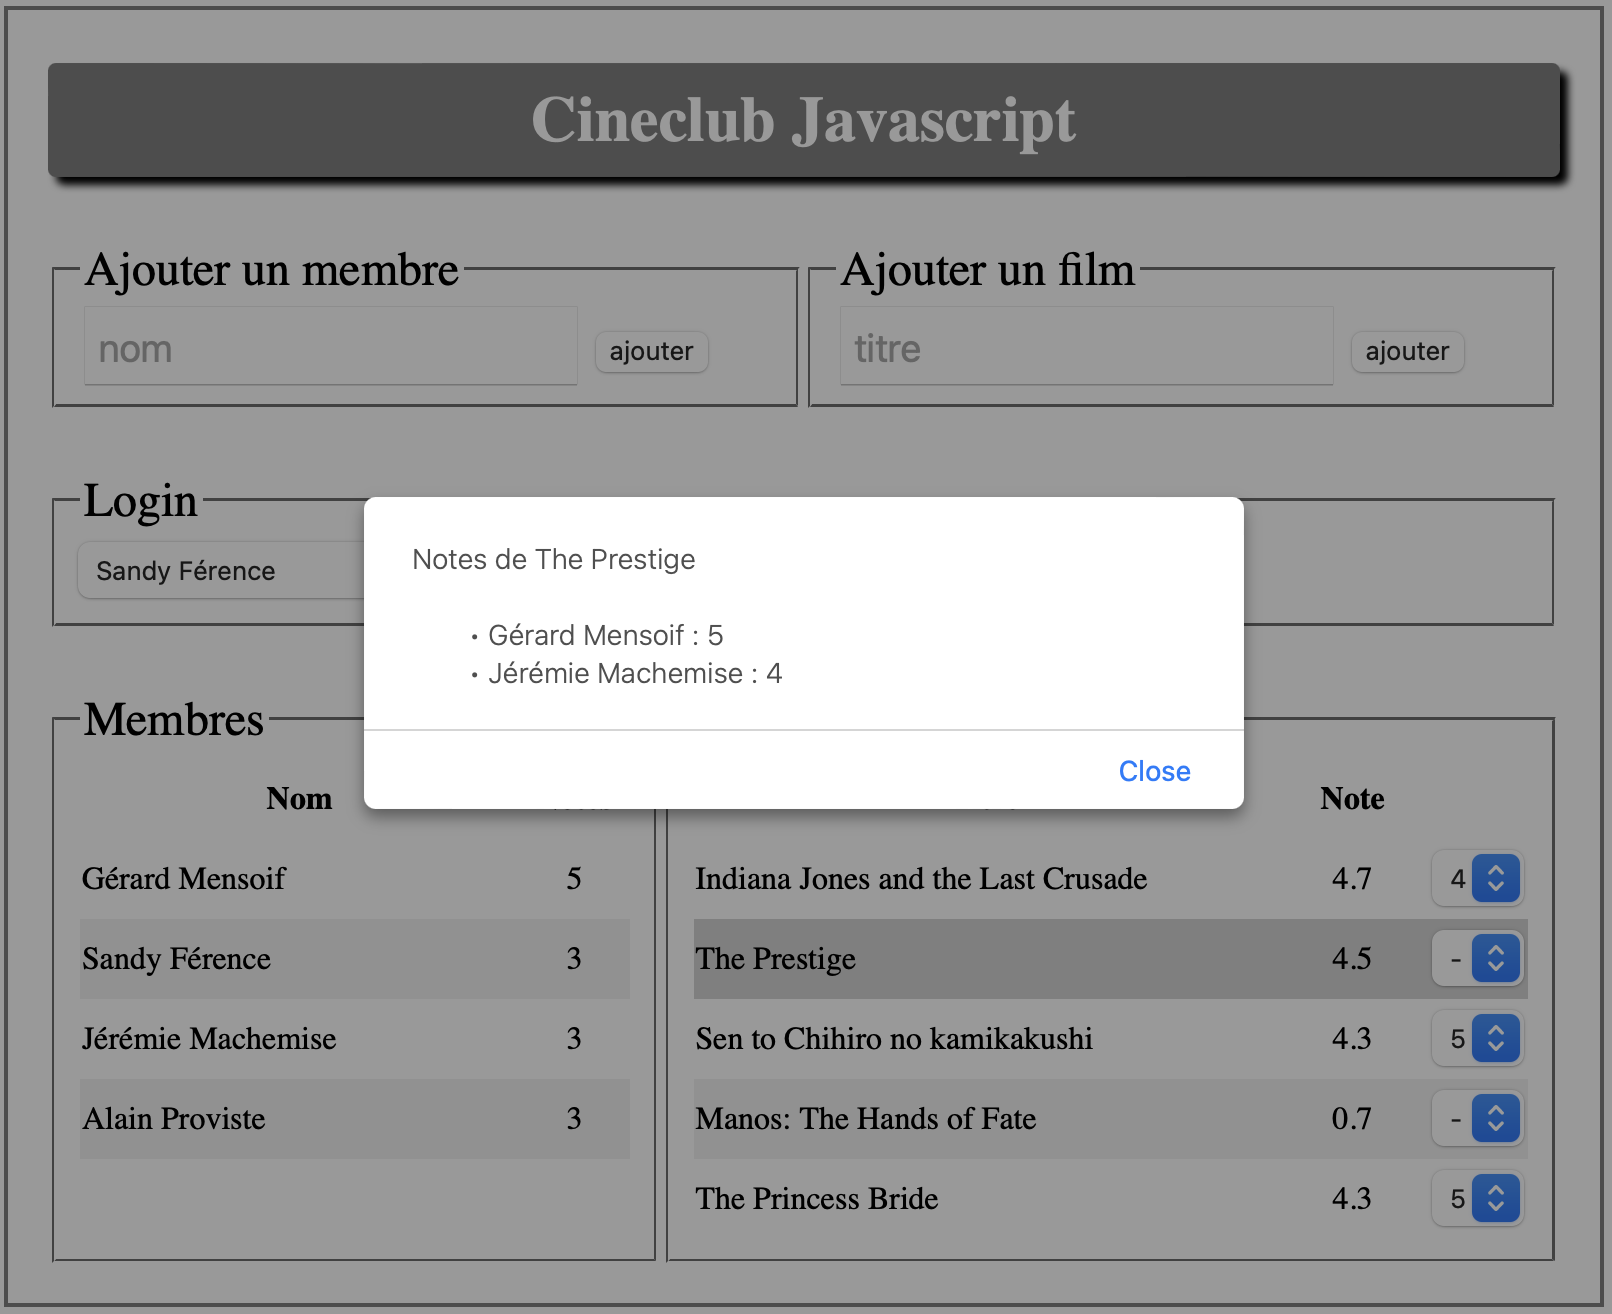 Cineclub Javascript
Ajouter un membre
nom
ajouter
Ajouter un film
titre
ajouter
Login
Sandy Férence
Notes de The Prestige
• Gérard Mensoif : 5
• Jérémie Machemise : 4
Close
Membres
Nom
Gérard Mensoif 5
Sandy Férence 3
Jérémie Machemise 3
Alain Proviste 3
Note
Indiana Jones and the Last Crusade 4.7 4
The Prestige 4.5 -
Sen to Chihiro no kamikakushi 4.3 5
Manos: The Hands of Fate 0.7 -
The Princess Bride 4.3 5